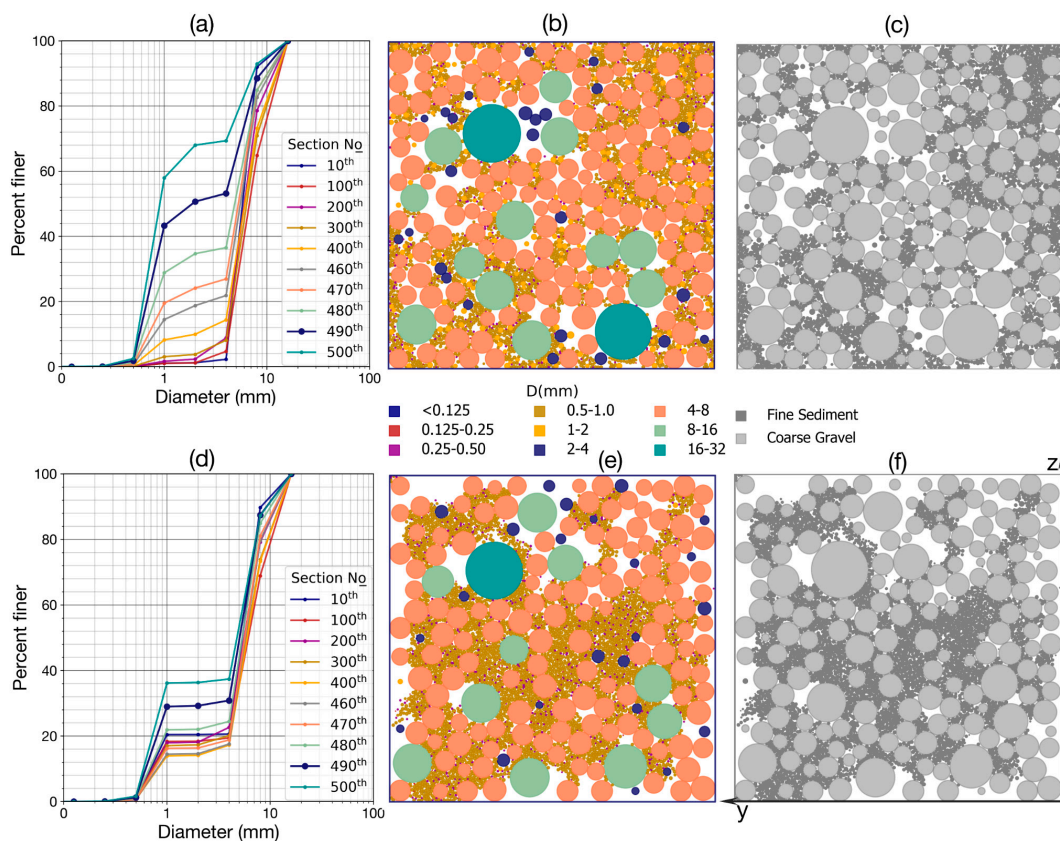 (a)
(b)
(c)
100
80
60
40
20
0
Percent finer
Section No
10th
100th
200th
300th
400th
460th
470th
480th
490th
500th
0
1
10
100
Diameter (mm)
D(mm)
<0.125
0.5-1.0
4-8
0.125-0.25
1-2
8-16
0.25-0.50
2-4
16-32
Fine Sediment
Coarse Gravel
(d)
(e)
(f)
100
80
60
40
20
0
Percent finer
Section No
10th
100th
200th
300th
400th
470th
480th
490th
500th
0
1
10
100
Diameter (mm)
y